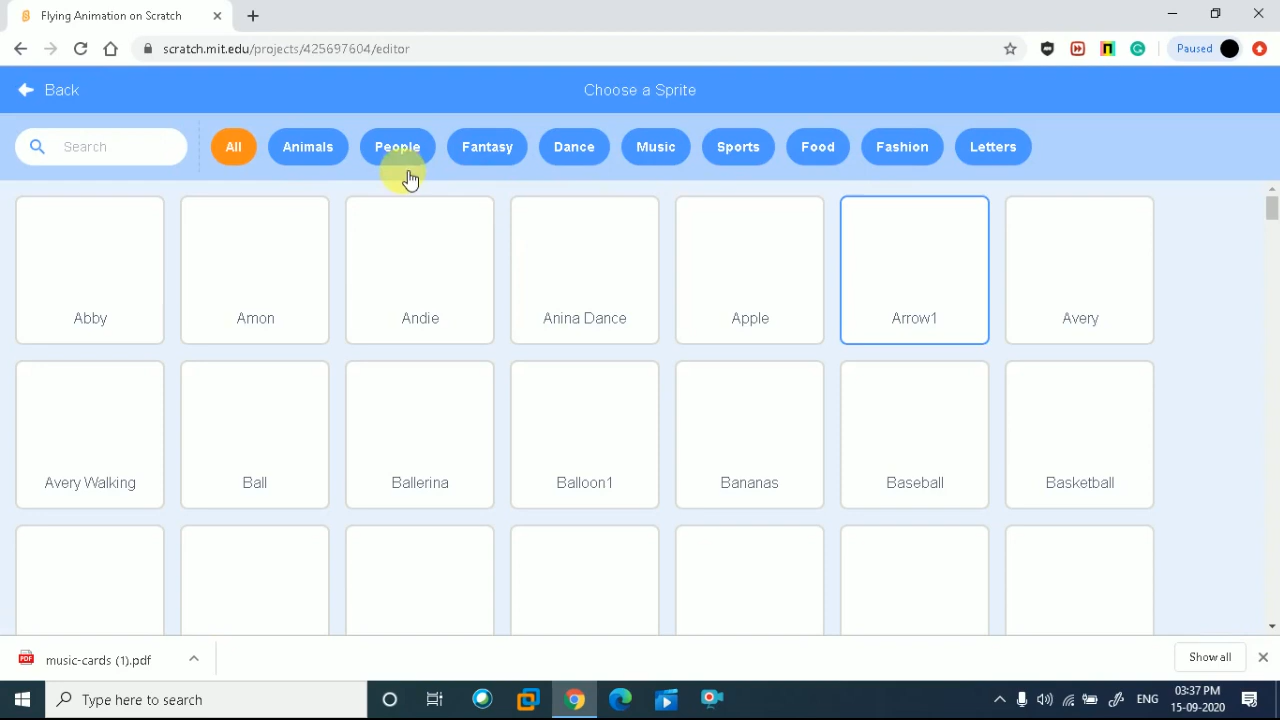 Flying Animation on Scratch
scratch.mit.edu/projects/425697604/editor
Paused
Back
Choose a Sprite
Search
All
Animals
People
Fantasy
Dance
Music
Sports
Food
Fashion
Letters
Abby
Amon
Andie
Anina Dance
Apple
Arrow1
Avery
Avery Walking
Ball
Ballerina
Balloon1
Bananas
Baseball
Basketball
PDF
music-cards (1).pdf
Show all
Type here to search
ENG
03:37 PM
15-09-2020